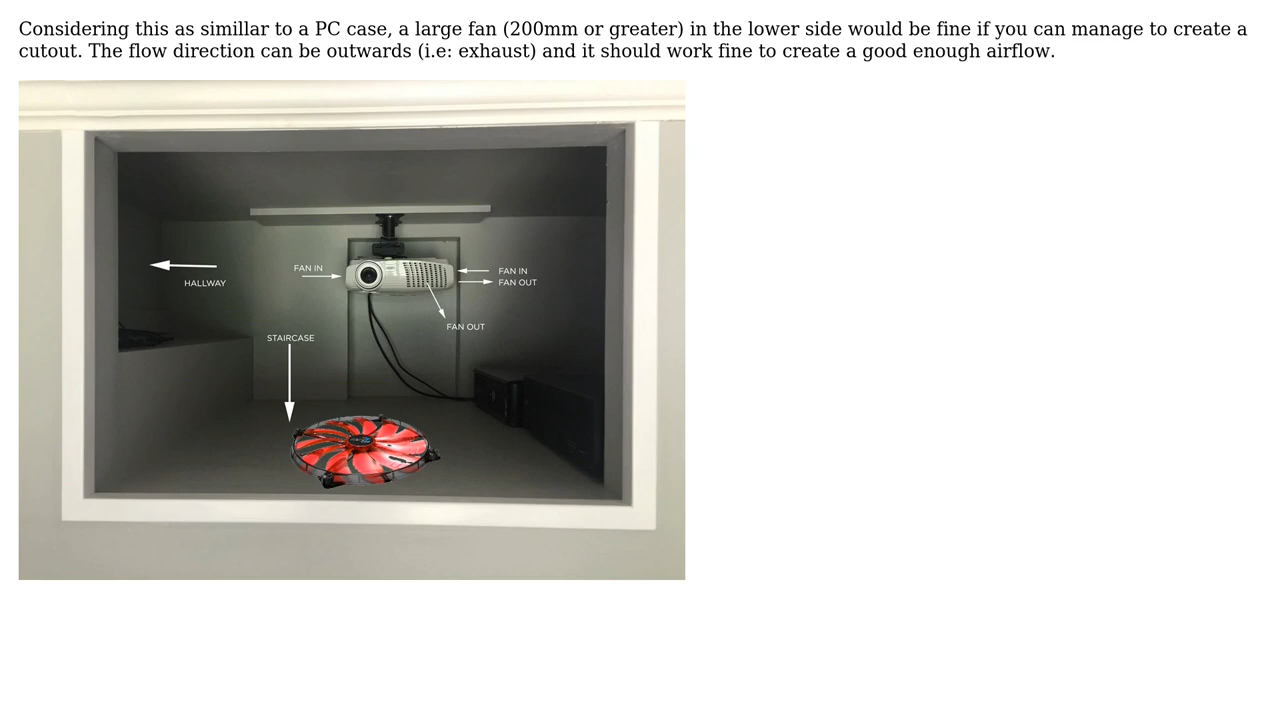 Considering this as simillar to a PC case, a large fan (200mm or greater) in the lower side would be fine if you can manage to create a
cutout. The flow direction can be outwards (i.e: exhaust) and it should work fine to create a good enough airflow.
FAN IN
FAN IN
FAN OUT
HALLWAY
FAN OUT
STAIRCASE